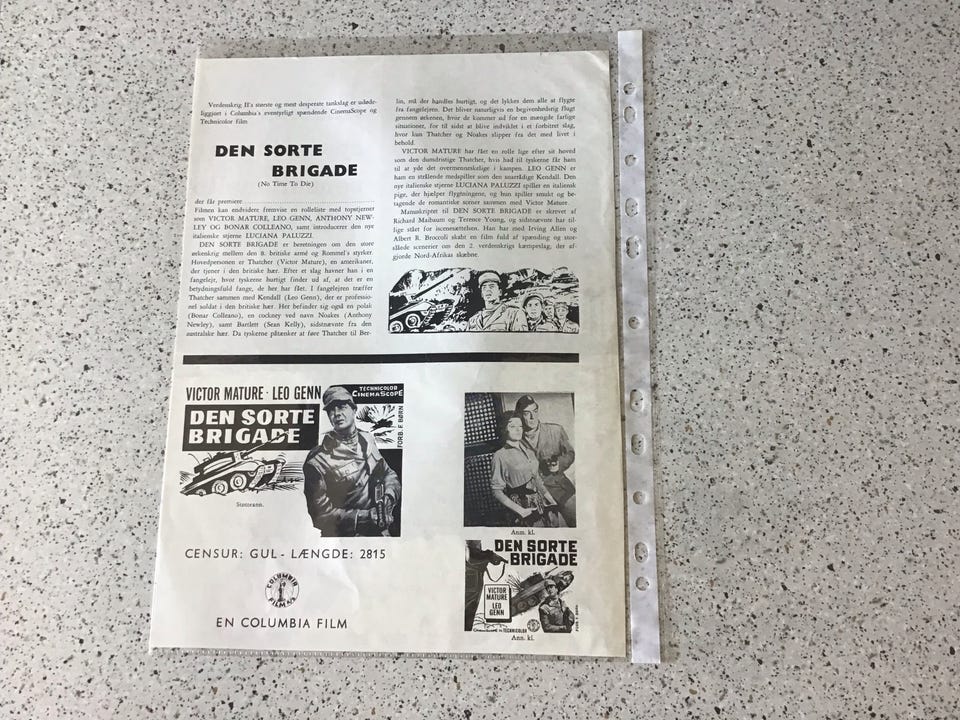 Verdenskrig II's største og mest desperate tankslag er udøde-
liggjort i Columbia's eventyrligt spændende CinemaScope og
Technicolor film
DEN SORTE
BRIGADE
(No Time To Die)
der får premiere
Filmen kan endvidere fremvise en rolleliste med topstjerner
som VICTOR MATURE, LEO GENN, ANTHONY NEW-
LEY OG BONAR COLLEANO, samt introducerer den nye
italienske stjerne LUCIANA PALUZZI.
DEN SORTE BRIGADE er beretningen om den store
ørkenkrig mellem den 8. britiske armé og Rommel's styrker.
Hovedpersonen er Thatcher (Victor Mature), en amerikaner,
der tjener i den britiske hær. Efter et slag havner han i en
fangelejr, hvor tyskerne hurtigt finder ud af, at det er en
betydningsfuld fange, de her har fået. I fangelejren træffer
Thatcher sammen med Kendall (Leo Genn), der er professio-
nel soldat i den britiske hær. Her befinder sig også en polak
(Bonar Colleano), en cockney ved navn Noakes (Anthony
Newley), samt Bartlett (Sean Kelly), sidstnævnte fra den
australske hær. Da tyskerne påtænker at føre Thatcher til Ber-
lin, må der handles hurtigt, og det lykkes dem alle at flygte
fra fangelejren. Det bliver naturligvis en begivenhedsrig flugt
gennem ørkenen, hvor de kommer ud for en mængde farlige
situationer, for til sidst at blive indviklet i et forbitret slag,
hvor kun Thatcher og Noakes slipper fra det med livet i
behold.
VICTOR MATURE har fået en rolle lige efter sit hoved
som den dumdristige Thatcher, hvis had til tyskerne får ham
til at yde det overmenneskelige i kampen. LEO GENN er
ham en strålende medspiller som den snarrådige Kendall. Den
nye italienske stjerne LUCIANA PALUZZI spiller en italiensk
pige, der hjælper flygtningene, og hun spiller smukt og be-
tagende de romantiske scener sammen med Victor Mature.
Manuskriptet til DEN SORTE BRIGADE er skrevet af
Richard Maibaum og Terence Young, og sidstnævnte har til-
lige stået for iscenesættelsen. Han har med Irving Allen og
Albert R. Broccoli skabt en film fuld af spænding og stor-
slåede scenerier om den 2. verdenskrigs kæmpeslag, der af-
gjorde Nord-Afrikas skæbne.
VICTOR MATURE · LEO GENN
TECHNICOLOR
CINEMASCOPE
DEN SORTE
BRIGADE
FORB. F. BØRN
Støtteann.
Ann. kl.
CENSUR: GUL - LÆNGDE: 2815
COLUMBIA
FILM A/S
EN COLUMBIA FILM
DEN SORTE
BRIGADE
VICTOR
MATURE
LEO
GENN
CINEMASCOPE TECHNICOLOR
FORB. F. BØRN
Ann. kl.